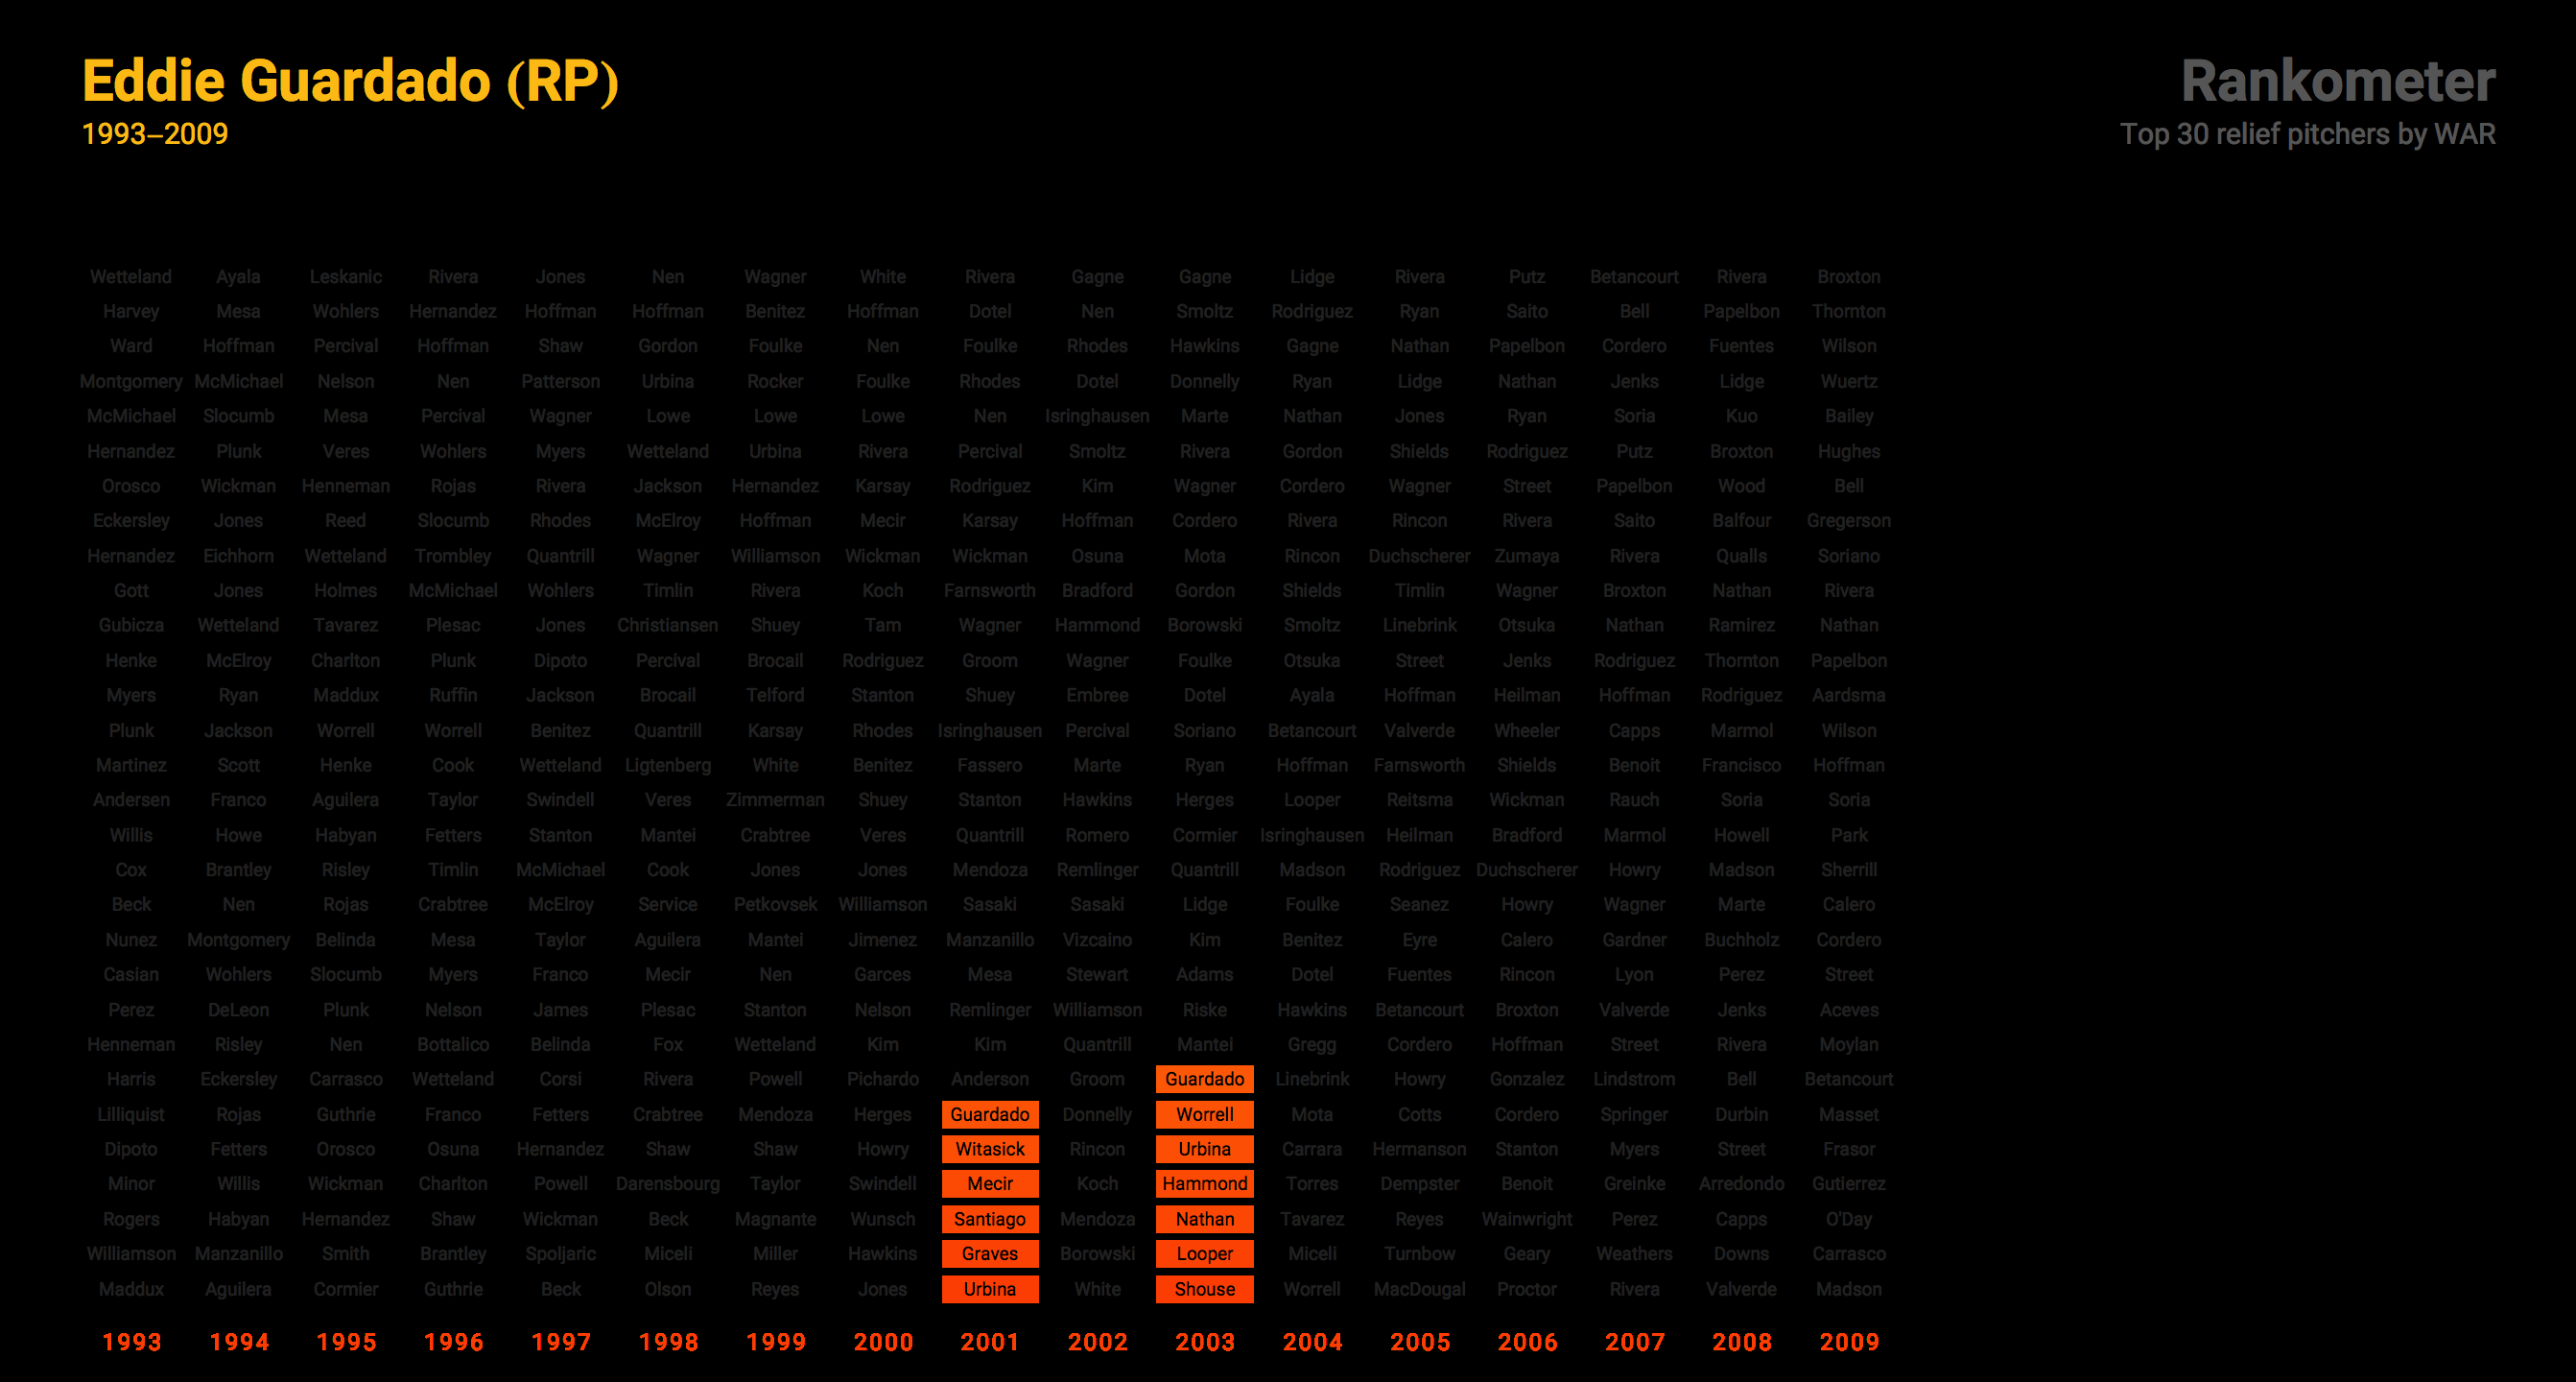 Eddie Guardado (RP)
1993–2009
Rankometer
Top 30 relief pitchers by WAR
Wetteland Ayala Leskanic Rivera Jones Nen Wagner White Rivera Gagne Gagne Lidge Rivera Putz Betancourt Rivera Broxton
Harvey Mesa Wohlers Hernandez Hoffman Hoffman Benitez Hoffman Dotel Nen Smoltz Rodriguez Ryan Saito Bell Papelbon Thornton
Ward Hoffman Percival Hoffman Shaw Gordon Foulke Nen Foulke Rhodes Hawkins Gagne Nathan Papelbon Cordero Fuentes Wilson
Montgomery McMichael Nelson Nen Patterson Urbina Rocker Foulke Rhodes Dotel Donnelly Ryan Lidge Nathan Jenks Lidge Wuertz
McMichael Slocumb Mesa Percival Wagner Lowe Lowe Lowe Nen Isringhausen Marte Nathan Jones Ryan Soria Kuo Bailey
Hernandez Plunk Veres Wohlers Myers Wetteland Urbina Rivera Percival Smoltz Rivera Gordon Shields Rodriguez Putz Broxton Hughes
Orosco Wickman Henneman Rojas Rivera Jackson Hernandez Karsay Rodriguez Kim Wagner Cordero Wagner Street Papelbon Wood Bell
Eckersley Jones Reed Slocumb Rhodes McElroy Hoffman Mecir Karsay Hoffman Cordero Rivera Rincon Rivera Saito Balfour Gregerson
Hernandez Eichhorn Wetteland Trombley Quantrill Wagner Williamson Wickman Wickman Osuna Mota Rincon Duchscherer Zumaya Rivera Qualls Soriano
Gott Jones Holmes McMichael Wohlers Timlin Rivera Koch Farnsworth Bradford Gordon Shields Timlin Wagner Broxton Nathan Rivera
Gubicza Wetteland Tavarez Plesac Jones Christiansen Shuey Tam Wagner Hammond Borowski Smoltz Linebrink Otsuka Nathan Ramirez Nathan
Henke McElroy Charlton Plunk Dipoto Percival Brocail Rodriguez Groom Wagner Foulke Otsuka Street Jenks Rodriguez Thornton Papelbon
Myers Ryan Maddux Ruffin Jackson Brocail Telford Stanton Shuey Embree Dotel Ayala Hoffman Heilman Hoffman Rodriguez Aardsma
Plunk Jackson Worrell Worrell Benitez Quantrill Karsay Rhodes Isringhausen Percival Soriano Betancourt Valverde Wheeler Capps Marmol Wilson
Martinez Scott Henke Cook Wetteland Ligtenberg White Benitez Fassero Marte Ryan Hoffman Farnsworth Shields Benoit Francisco Hoffman
Andersen Franco Aguilera Taylor Swindell Veres Zimmerman Shuey Stanton Hawkins Herges Looper Reitsma Wickman Rauch Soria Soria
Willis Howe Habyan Fetters Stanton Mantei Crabtree Veres Quantrill Romero Cormier Isringhausen Heilman Bradford Marmol Howell Park
Cox Brantley Risley Timlin McMichael Cook Jones Jones Mendoza Remlinger Quantrill Madson Rodriguez Duchscherer Howry Madson Sherrill
Beck Nen Rojas Crabtree McElroy Service Petkovsek Williamson Sasaki Sasaki Lidge Foulke Seanez Howry Wagner Marte Calero
Nunez Montgomery Belinda Mesa Taylor Aguilera Mantei Jimenez Manzanillo Vizcaino Kim Benitez Eyre Calero Gardner Buchholz Cordero
Casian Wohlers Slocumb Myers Franco Mecir Nen Garces Mesa Stewart Adams Dotel Fuentes Rincon Lyon Perez Street
Perez DeLeon Plunk Nelson James Plesac Stanton Nelson Remlinger Williamson Riske Hawkins Betancourt Broxton Valverde Jenks Aceves
Henneman Risley Nen Bottalico Belinda Fox Wetteland Kim Kim Quantrill Mantei Gregg Cordero Hoffman Street Rivera Moylan
Harris Eckersley Carrasco Wetteland Corsi Rivera Powell Pichardo Anderson Groom Guardado Linebrink Howry Gonzalez Lindstrom Bell Betancourt
Lilliquist Rojas Guthrie Franco Fetters Crabtree Mendoza Herges Guardado Donnelly Worrell Mota Cotts Cordero Springer Durbin Masset
Dipoto Fetters Orosco Osuna Hernandez Shaw Shaw Howry Witasick Rincon Urbina Carrara Hermanson Stanton Myers Street Frasor
Minor Willis Wickman Charlton Powell Darensbourg Taylor Swindell Mecir Koch Hammond Torres Dempster Benoit Greinke Arredondo Gutierrez
Rogers Habyan Hernandez Shaw Wickman Beck Magnante Wunsch Santiago Mendoza Nathan Tavarez Reyes Wainwright Perez Capps O'Day
Williamson Manzanillo Smith Brantley Spoljaric Miceli Miller Hawkins Graves Borowski Looper Miceli Turnbow Geary Weathers Downs Carrasco
Maddux Aguilera Cormier Guthrie Beck Olson Reyes Jones Urbina White Shouse Worrell MacDougal Proctor Rivera Valverde Madson
1993 1994 1995 1996 1997 1998 1999 2000 2001 2002 2003 2004 2005 2006 2007 2008 2009